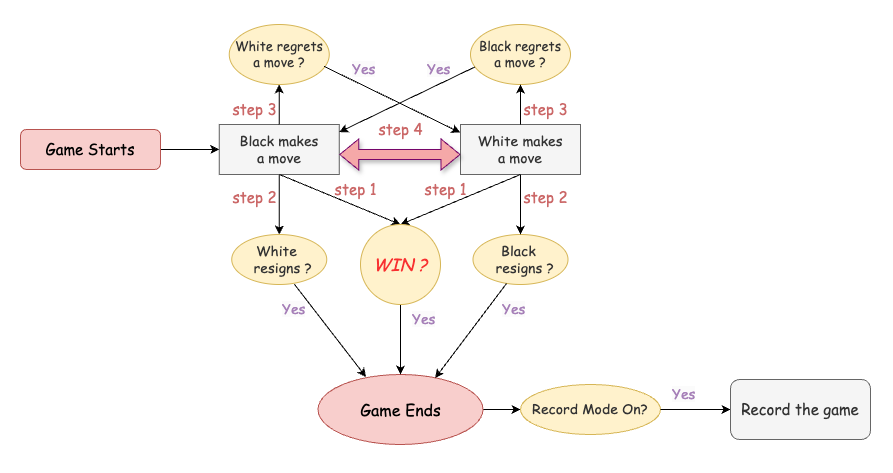 White regrets
a move ?
Black regrets
a move ?
Yes
Yes
step 3
step 3
Game Starts
Black makes
a move
step 4
White makes
a move
step 2
step 1
step 1
step 2
White
resigns ?
WIN ?
Black
resigns ?
Yes
Yes
Yes
Game Ends
Record Mode On?
Yes
Record the game